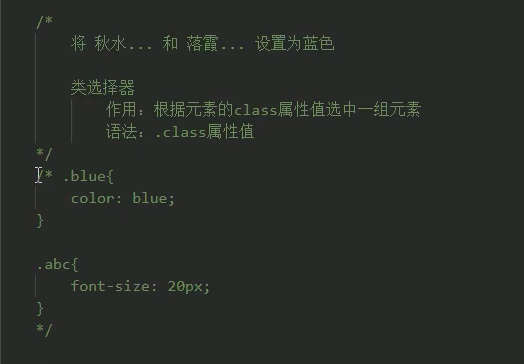 /*
将 秋水... 和 落霞... 设置为蓝色
类选择器
作用：根据元素的class属性值选中一组元素
语法：.class属性值
*/
/* .blue{
color: blue;
}
.abc{
font-size: 20px;
}
*/